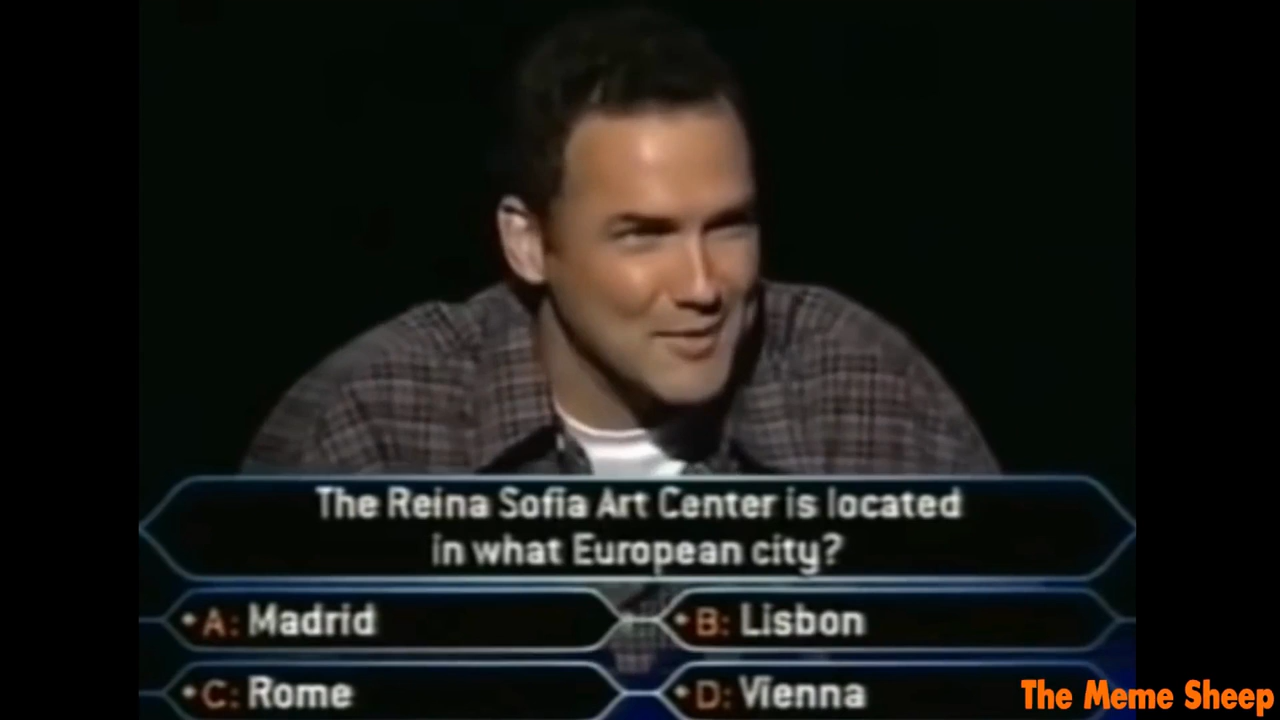 The Reina Sofia Art Center is located
in what European city?
A: Madrid
B: Lisbon
C: Rome
D: Vienna
The Meme Sheep